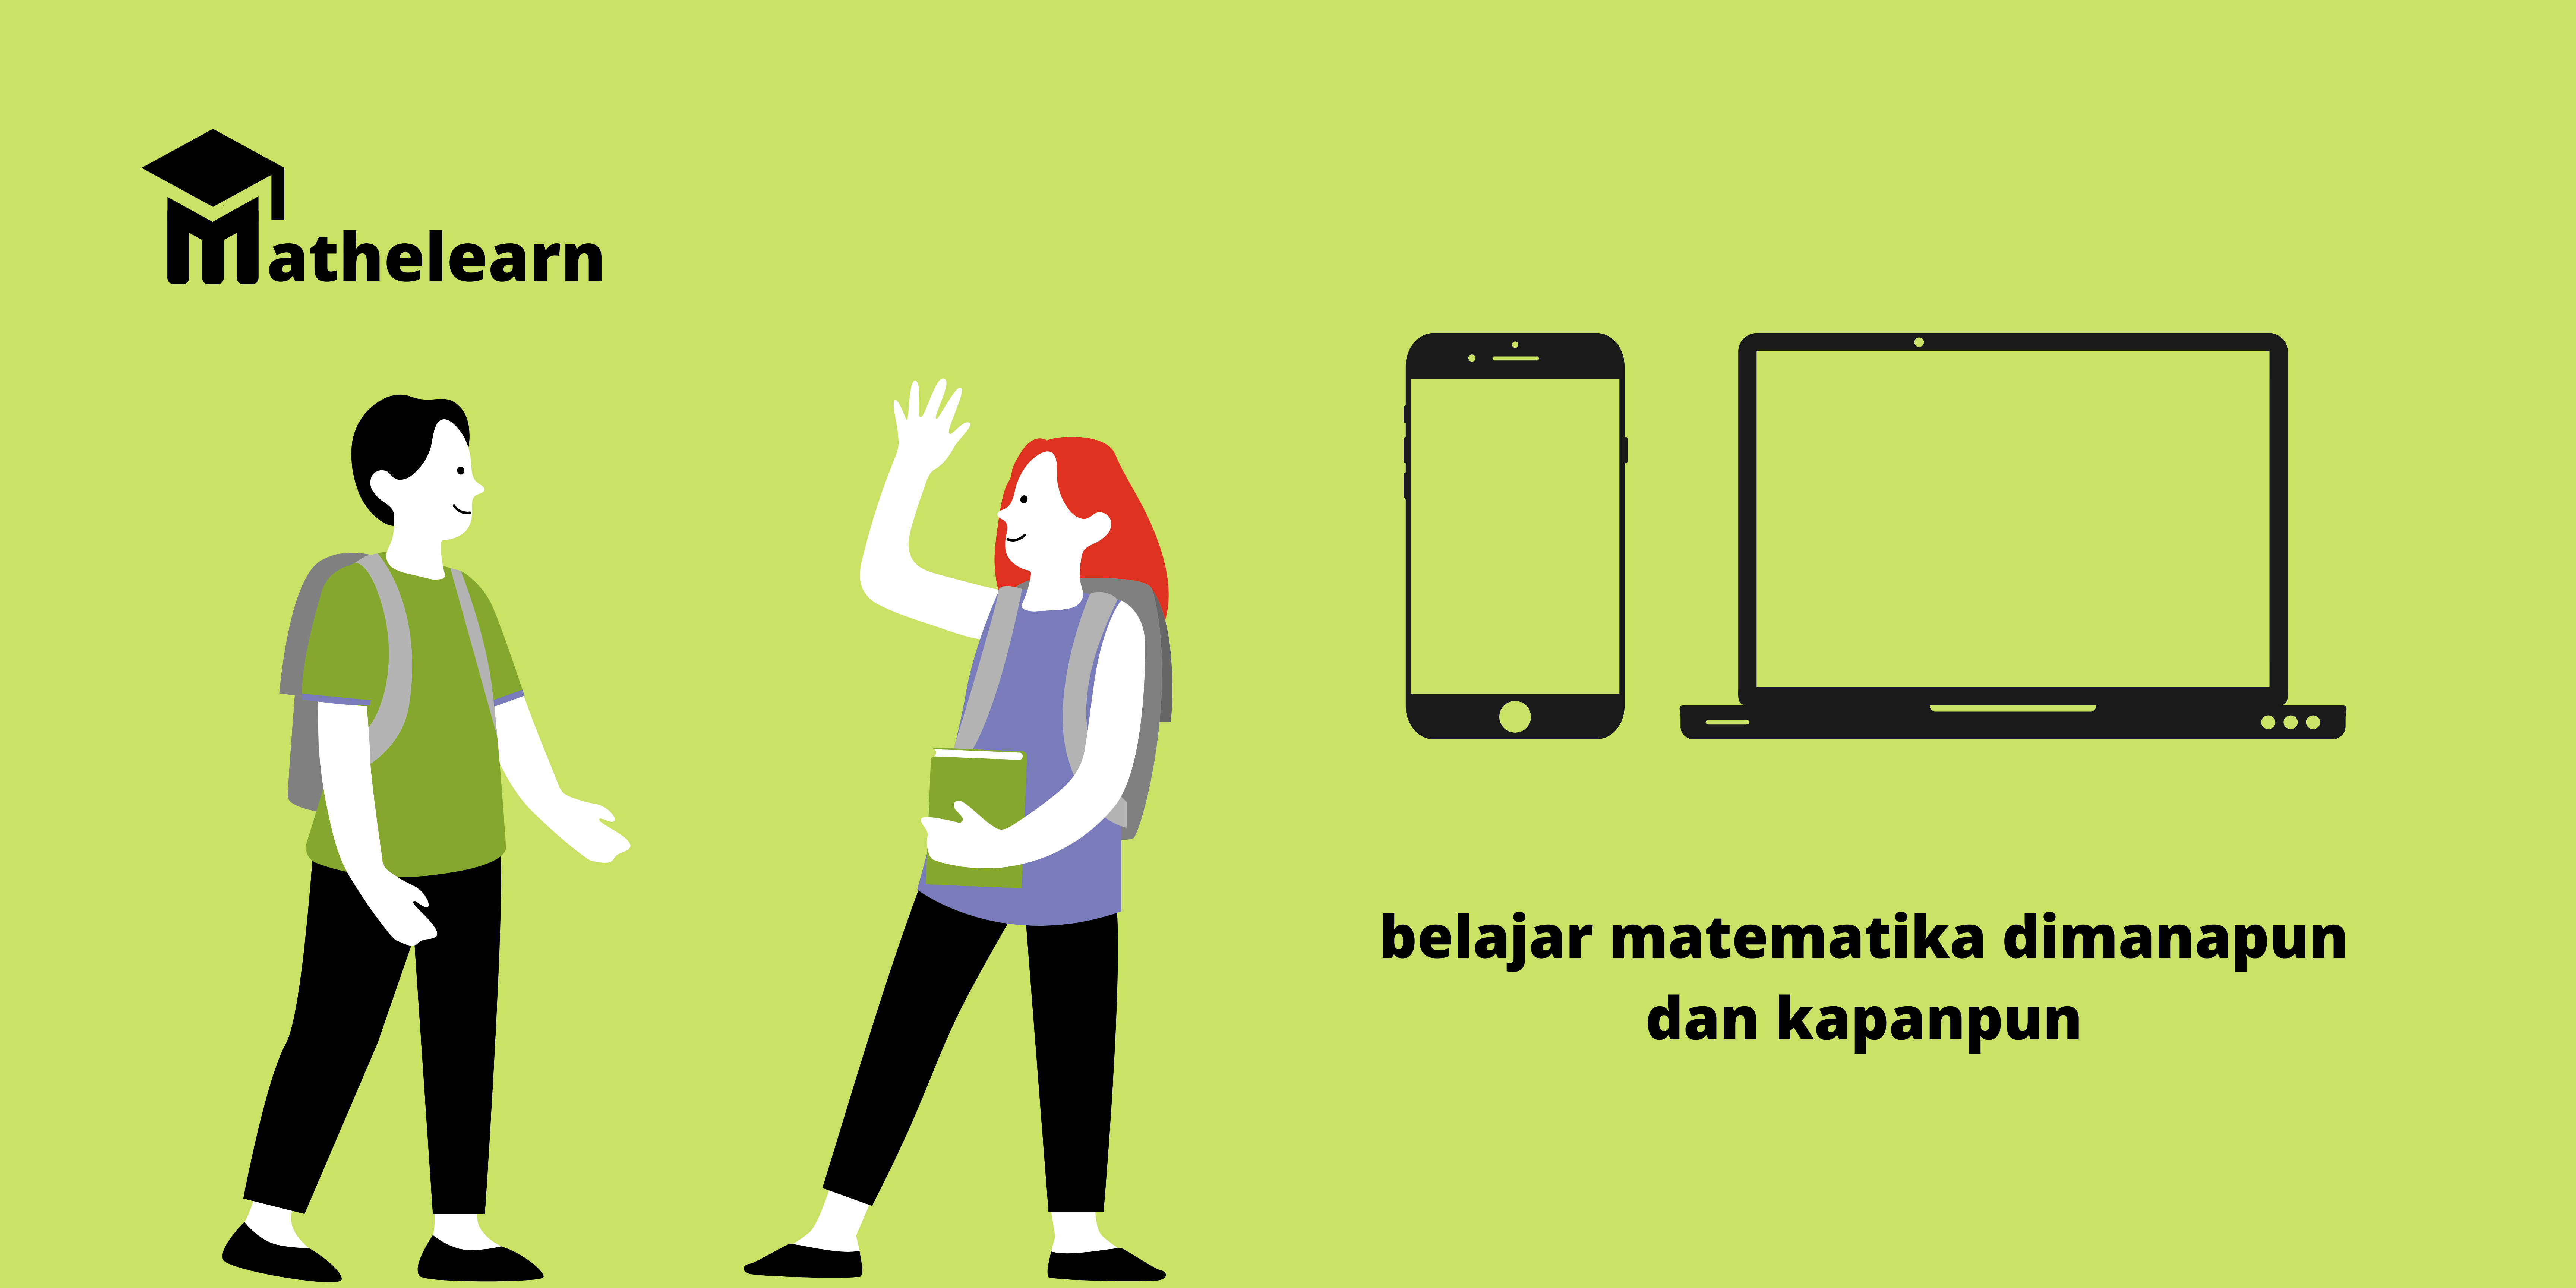 Mathelearn
belajar matematika dimanapun
dan kapanpun